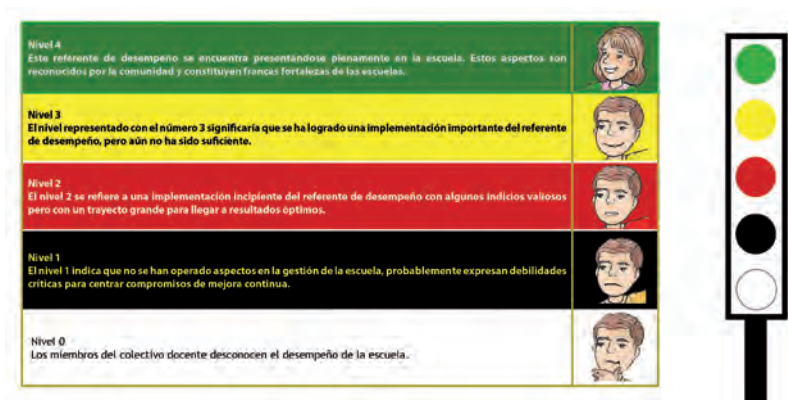 Nivel 4
Este referente de desempeño se encuentra presentándose plenamente en la escuela. Estos aspectos son
reconocidos por la comunidad y constituyen francas fortalezas de las escuelas.
Nivel 3
El nivel representado con el número 3 significaría que se ha logrado una implementación importante del referente
de desempeño, pero aún no ha sido suficiente.
Nivel 2
El nivel 2 se refiere a una implementación incipiente del referente de desempeño con algunos indicios valiosos
pero con un trayecto grande para llegar a resultados óptimos.
Nivel 1
El nivel 1 indica que no se han operado aspectos en la gestión de la escuela, probablemente expresan debilidades
críticas para centrar compromisos de mejora continua.
Nivel 0
Los miembros del colectivo docente desconocen el desempeño de la escuela.